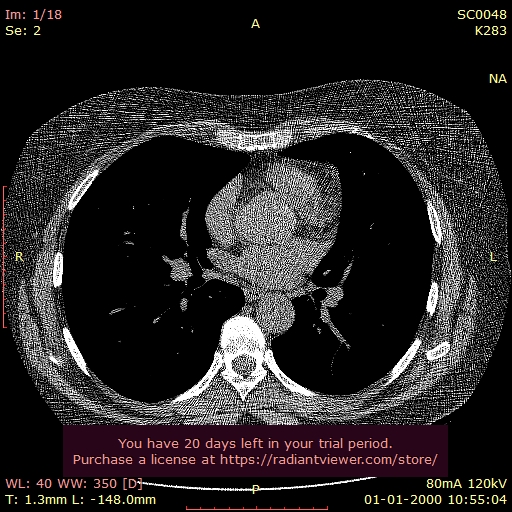 Im: 1/18
Se: 2
A
SC0048
K283
NA
R
L
You have 20 days left in your trial period.
Purchase a license at https://radiantviewer.com/store/
WL: 40 WW: 350 [D]
T: 1.3mm L: -148.0mm
P
80mA 120kV
01-01-2000 10:55:04